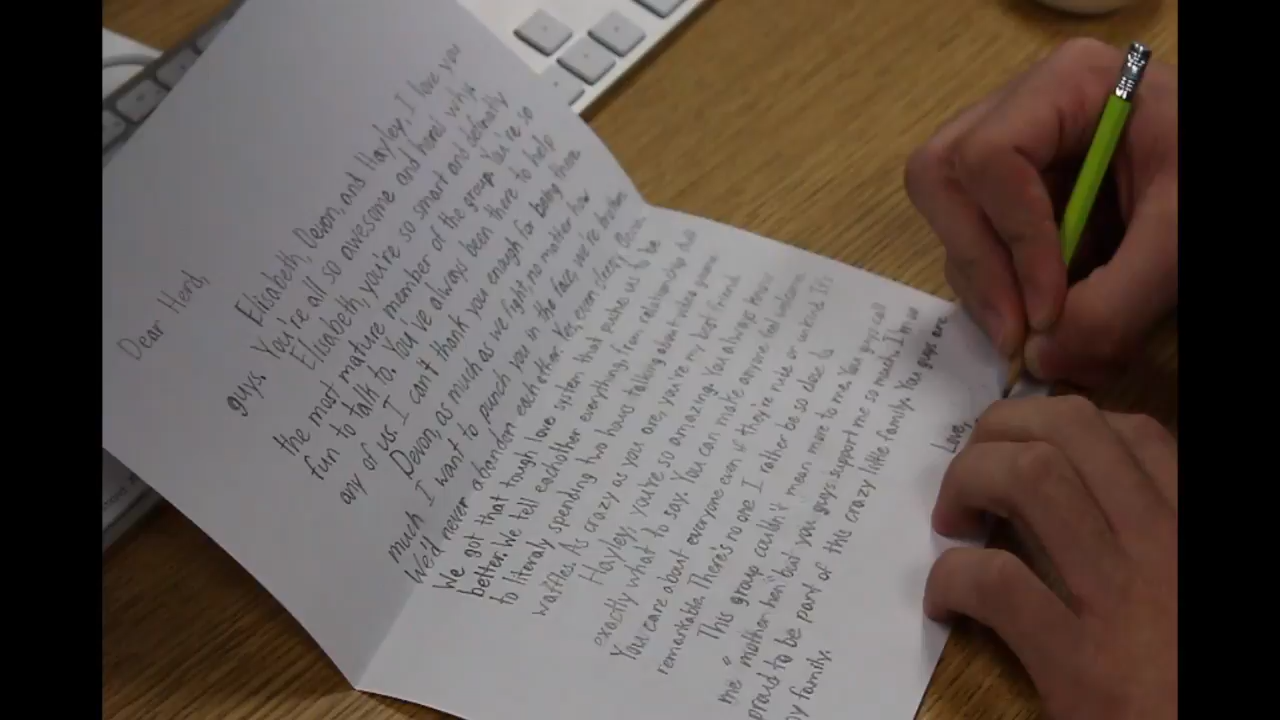 Dear Herd,
Elisabeth, Devon, and Hayley, I love you
guys. You're all so awesome and here's why:
Elisabeth, you're so smart and definatly
the most mature member of the group. You're so
fun to talk to. You've always been there to help
any of us. I can't thank you enough for being there
Devon, as much as we fight, no matter how
much I want to punch you in the face, we're brothers
We'd never abandon eachother. Yes, even sleepy Devon.
We got that tough love system that pushes us to be
better. We tell eachother everything from relationship
to literaly spending two hours talking about video game
waffles. As crazy as you are, you're my best friend
Hayley, you're so amazing. You always know
exactly what to say. You can make anyone feel welcome
You care about everyone even if they're rude or unkind. It's
remarkable. There's no one I rather be so close to
This group couldn't mean more to me. You guys call
me "mother hen" but you guys support me so much. I'm so
proud to be part of this crazy little family. You guys are
my family.
Love,